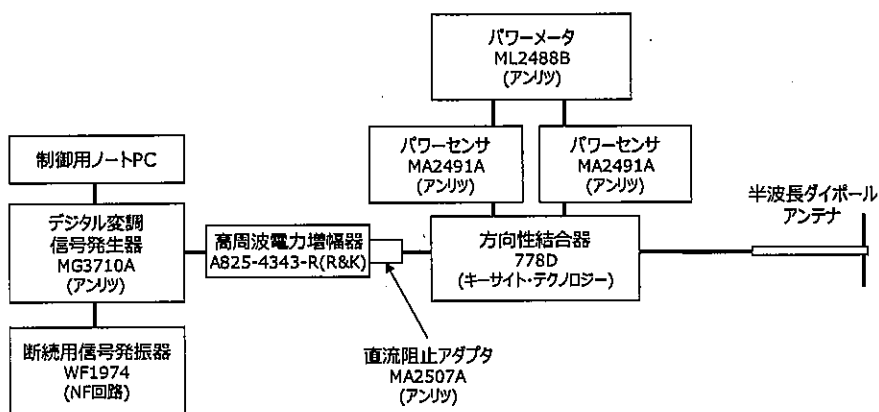 パワーメータ
ML2488B
(アンリツ)
パワーセンサ
MA2491A
(アンリツ)
パワーセンサ
MA2491A
(アンリツ)
制御用ノートPC
デジタル変調
信号発生器
MG3710A
(アンリツ)
高周波電力増幅器
A825-4343-R(R&K)
方向性結合器
778D
(キーサイト・テクノロジー)
半波長ダイポール
アンテナ
断続用信号発振器
WF1974
(NF回路)
直流阻止アダプタ
MA2507A
(アンリツ)